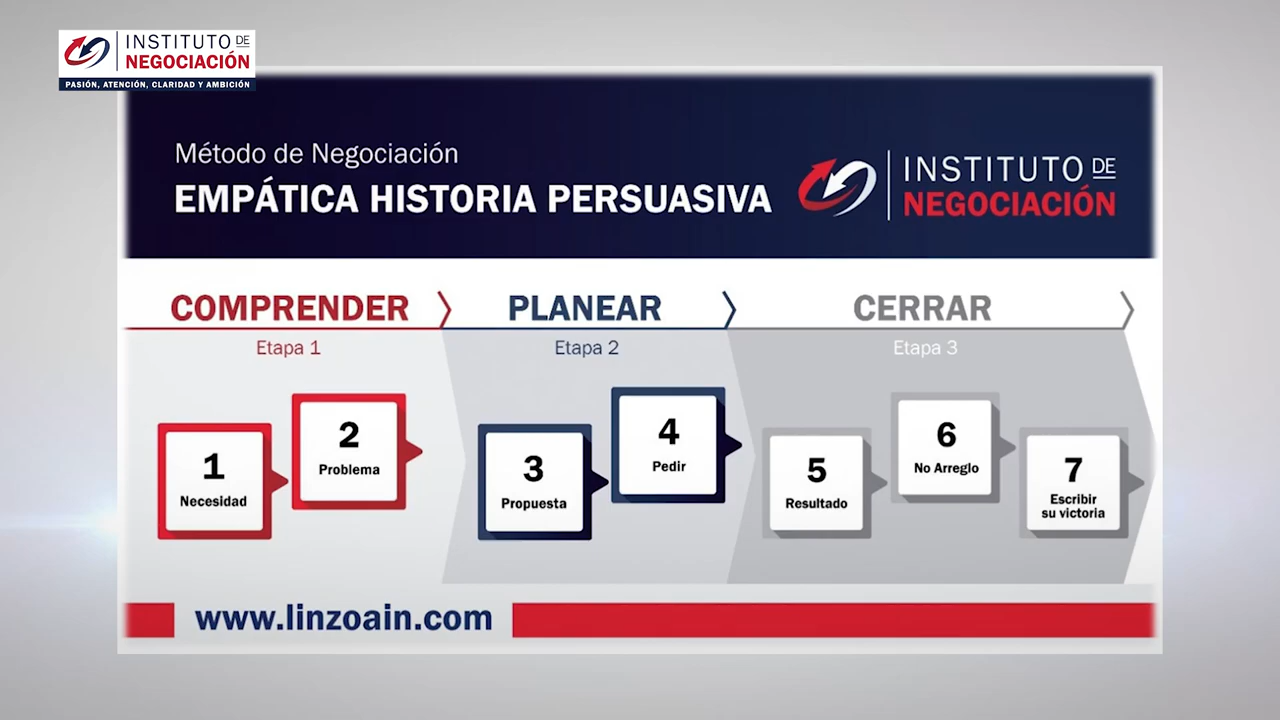 INSTITUTO DE
NEGOCIACIÓN
PASIÓN, ATENCIÓN, CLARIDAD Y AMBICIÓN
Método de Negociación
EMPÁTICA HISTORIA PERSUASIVA
INSTITUTO DE
NEGOCIACIÓN
COMPRENDER
Etapa 1
PLANEAR
Etapa 2
CERRAR
Etapa 3
1
Necesidad
2
Problema
3
Propuesta
4
Pedir
5
Resultado
6
No Arreglo
7
Escribir
su victoria
www.linzoain.com